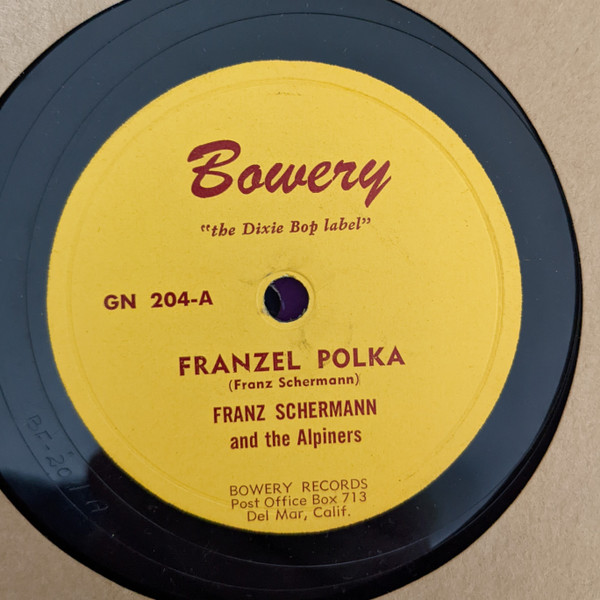 Bowery
"the Dixie Bop label"
GN 204-A
FRANZEL POLKA
(Franz Schermann)
FRANZ SCHERMANN
and the Alpiners
BOWERY RECORDS
Post Office Box 713
Del Mar, Calif.